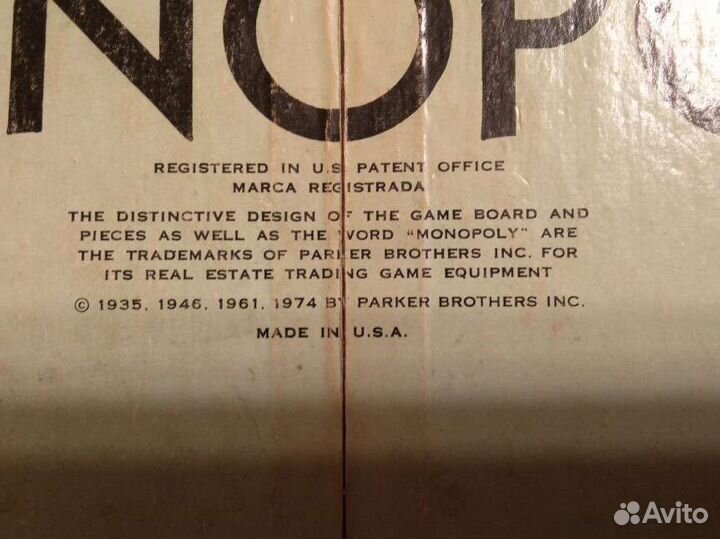 NOP
REGISTERED IN U.S. PATENT OFFICE
MARCA REGISTRADA
THE DISTINCTIVE DESIGN OF THE GAME BOARD AND
PIECES AS WELL AS THE WORD “MONOPOLY” ARE
THE TRADEMARKS OF PARKER BROTHERS INC. FOR
ITS REAL ESTATE TRADING GAME EQUIPMENT
© 1935, 1946, 1961, 1974 BY PARKER BROTHERS INC.
MADE IN U.S.A.
Avito